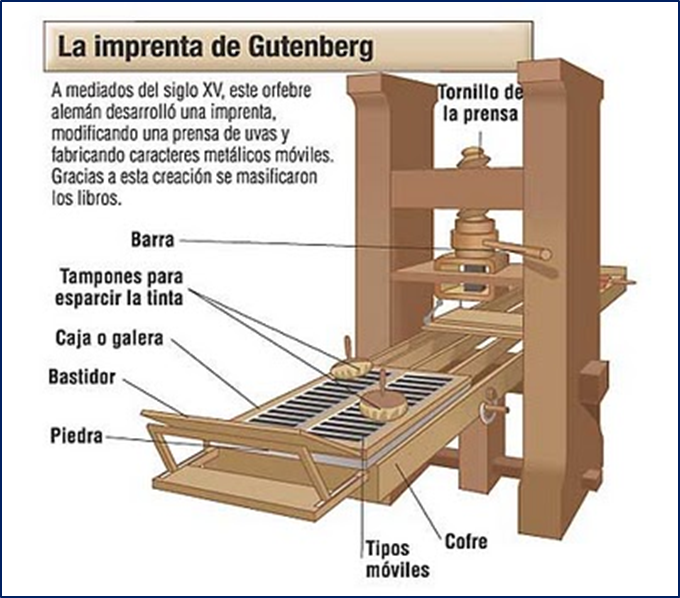 La imprenta de Gutenberg
A mediados del siglo XV, este orfebre
alemán desarrolló una imprenta,
modificando una prensa de uvas y
fabricando caracteres metálicos móviles.
Gracias a esta creación se masificaron
los libros.
Tornillo de
la prensa
Barra
Tampones para
esparcir la tinta
Caja o galera
Bastidor
Piedra
Tipos
móviles
Cofre